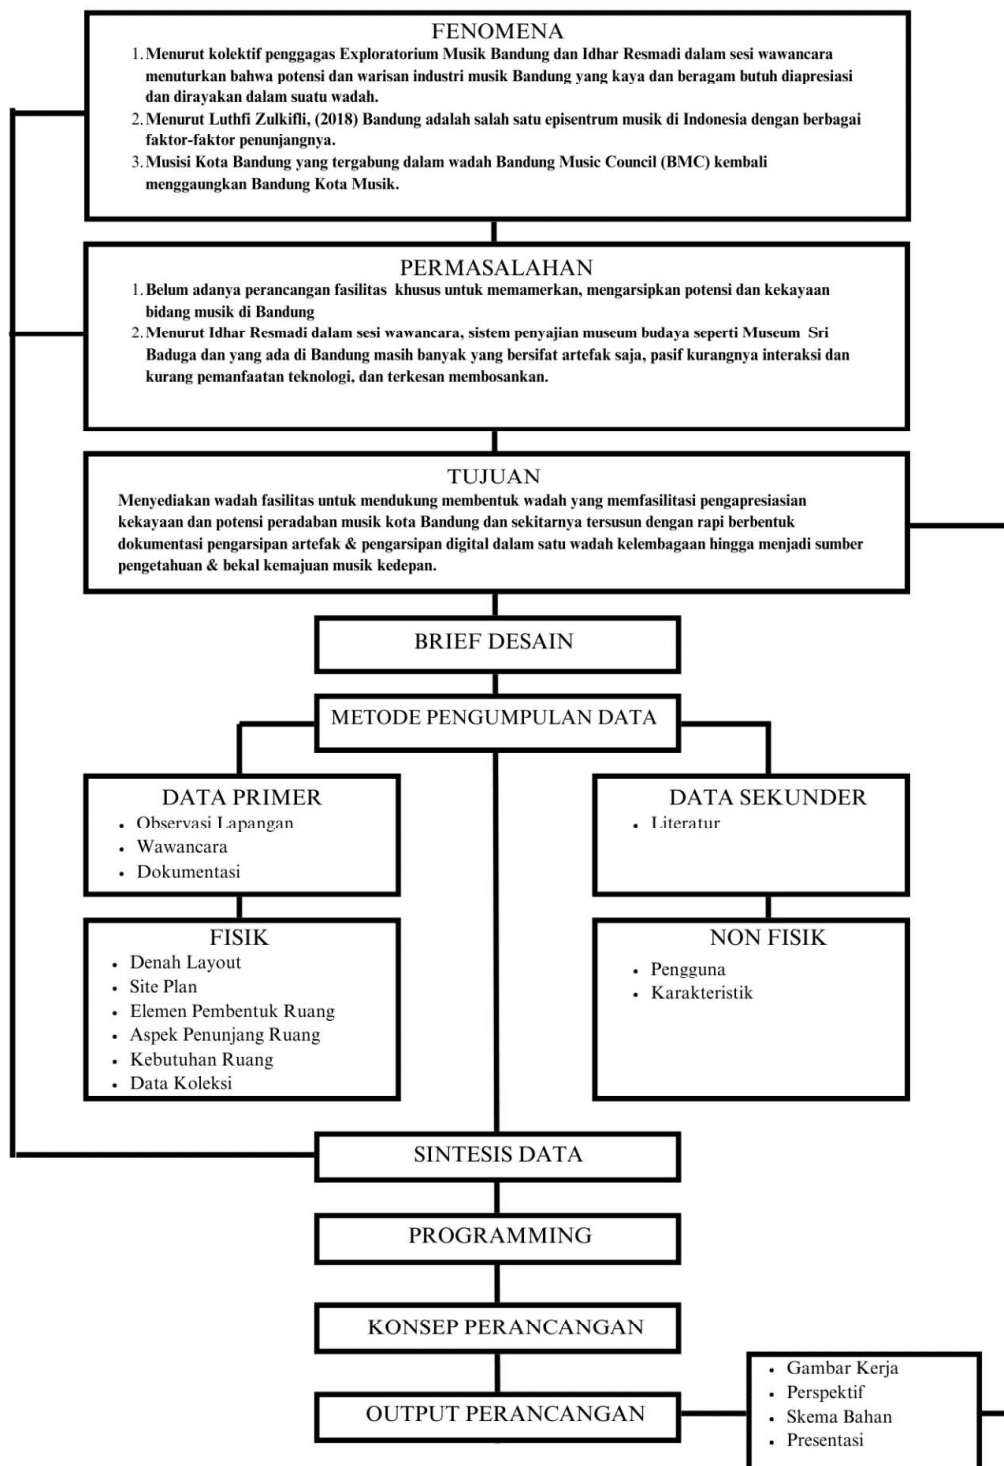 FENOMENA
1. Menurut kolektif penggagas Exploratorium Musik Bandung dan Idhar Resmadi dalam sesi wawancara
menuturkan bahwa potensi dan warisan industri musik Bandung yang kaya dan beragam butuh diapresiasi
dan dirayakan dalam suatu wadah.
2. Menurut Luthfi Zulkifli, (2018) Bandung adalah salah satu episentrum musik di Indonesia dengan berbagai
faktor-faktor penunjangnya.
3. Musisi Kota Bandung yang tergabung dalam wadah Bandung Music Council (BMC) kembali
menggaungkan Bandung Kota Musik.
PERMASALAHAN
1. Belum adanya perancangan fasilitas khusus untuk memamerkan, mengarsipkan potensi dan kekayaan
bidang musik di Bandung
2. Menurut Idhar Resmadi dalam sesi wawancara, sistem penyajian museum budaya seperti Museum Sri
Baduga dan yang ada di Bandung masih banyak yang bersifat artefak saja, pasif kurangnya interaksi dan
kurang pemanfaatan teknologi, dan terkesan membosankan.
TUJUAN
Menyediakan wadah fasilitas untuk mendukung membentuk wadah yang memfasilitasi pengapresiasian
kekayaan dan potensi peradaban musik kota Bandung dan sekitarnya tersusun dengan rapi berbentuk
dokumentasi pengarsipan artefak & pengarsipan digital dalam satu wadah kelembagaan hingga menjadi sumber
pengetahuan & bekal kemajuan musik kedepan.
BRIEF DESAIN
METODE PENGUMPULAN DATA
DATA PRIMER
• Observasi Lapangan
• Wawancara
• Dokumentasi
DATA SEKUNDER
• Literatur
FISIK
• Denah Layout
• Site Plan
• Elemen Pembentuk Ruang
• Aspek Penunjang Ruang
• Kebutuhan Ruang
• Data Koleksi
NON FISIK
• Pengguna
• Karakteristik
SINTESIS DATA
PROGRAMMING
KONSEP PERANCANGAN
OUTPUT PERANCANGAN
• Gambar Kerja
• Perspektif
• Skema Bahan
• Presentasi